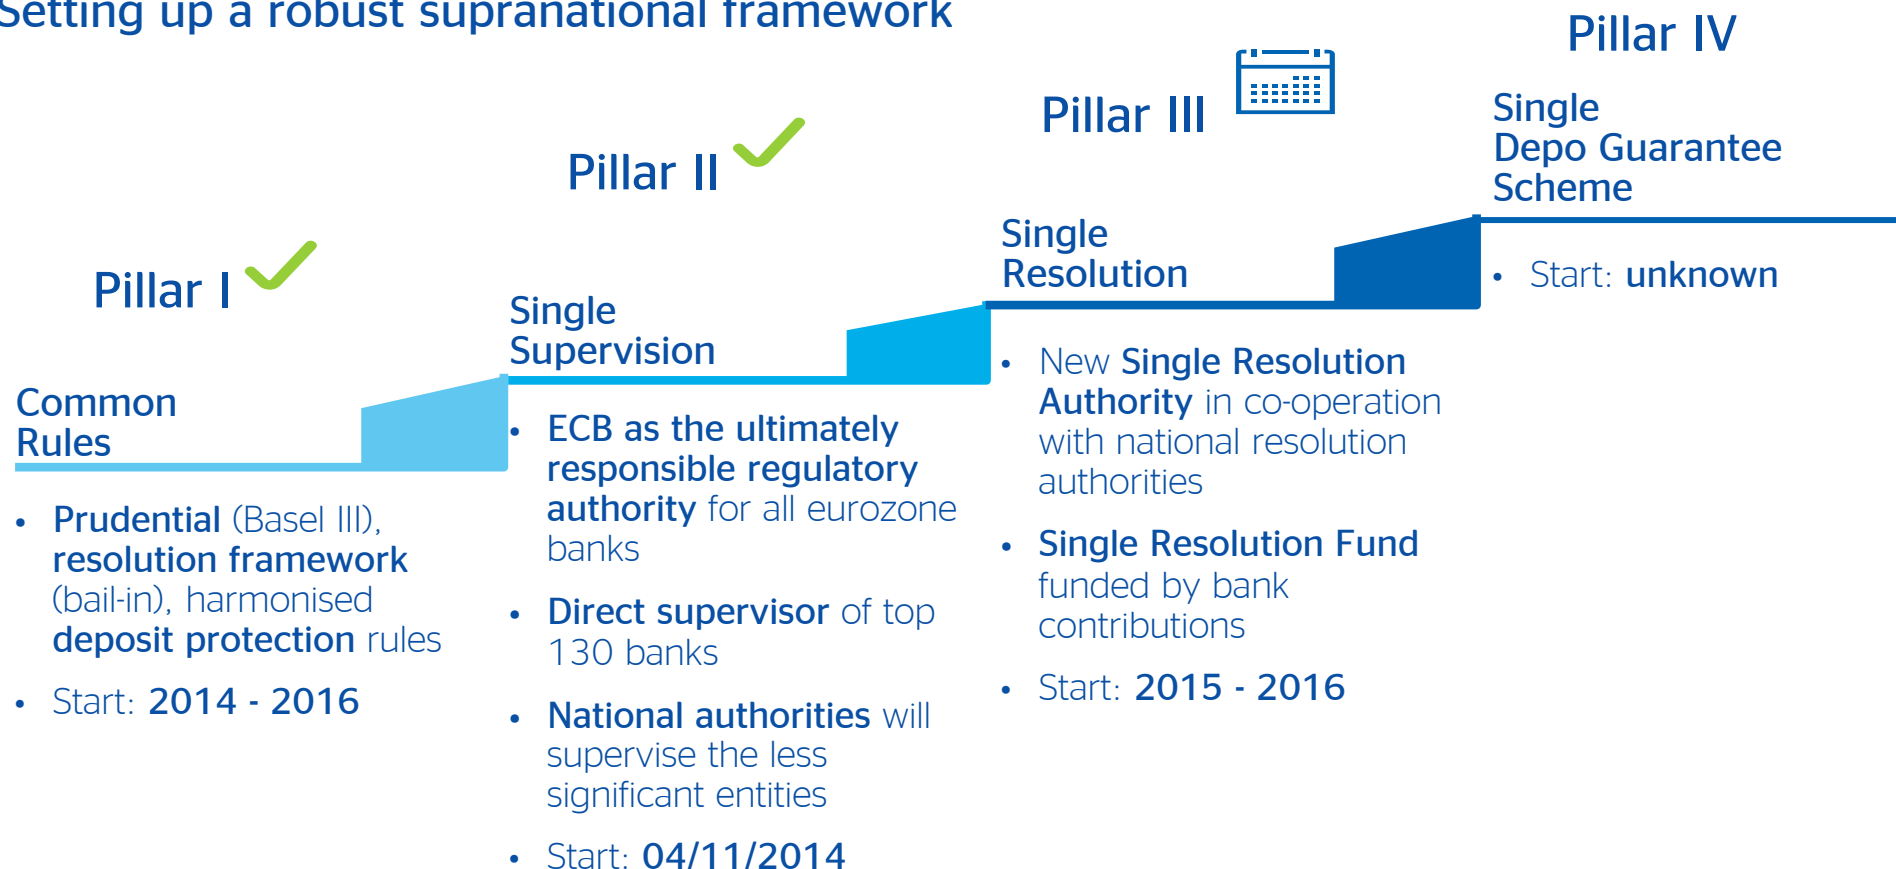 Setting up a robust supranational framework
Pillar I
Common
Rules
• Prudential (Basel III),
resolution framework
(bail-in), harmonised
deposit protection rules
• Start: 2014 - 2016
Pillar II
Single
Supervision
• ECB as the ultimately
responsible regulatory
authority for all eurozone
banks
• Direct supervisor of top
130 banks
• National authorities will
supervise the less
significant entities
• Start: 04/11/2014
Pillar III
Single
Resolution
• New Single Resolution
Authority in co-operation
with national resolution
authorities
• Single Resolution Fund
funded by bank
contributions
• Start: 2015 - 2016
Pillar IV
Single
Depo Guarantee
Scheme
• Start: unknown